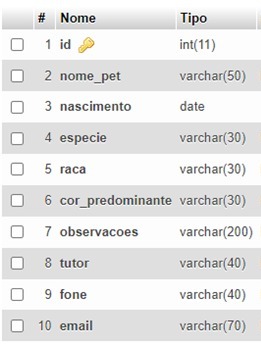 # Nome Tipo
1 id int(11)
2 nome_pet varchar(50)
3 nascimento date
4 especie varchar(30)
5 raca varchar(30)
6 cor_predominante varchar(30)
7 observacoes varchar(200)
8 tutor varchar(40)
9 fone varchar(40)
10 email varchar(70)